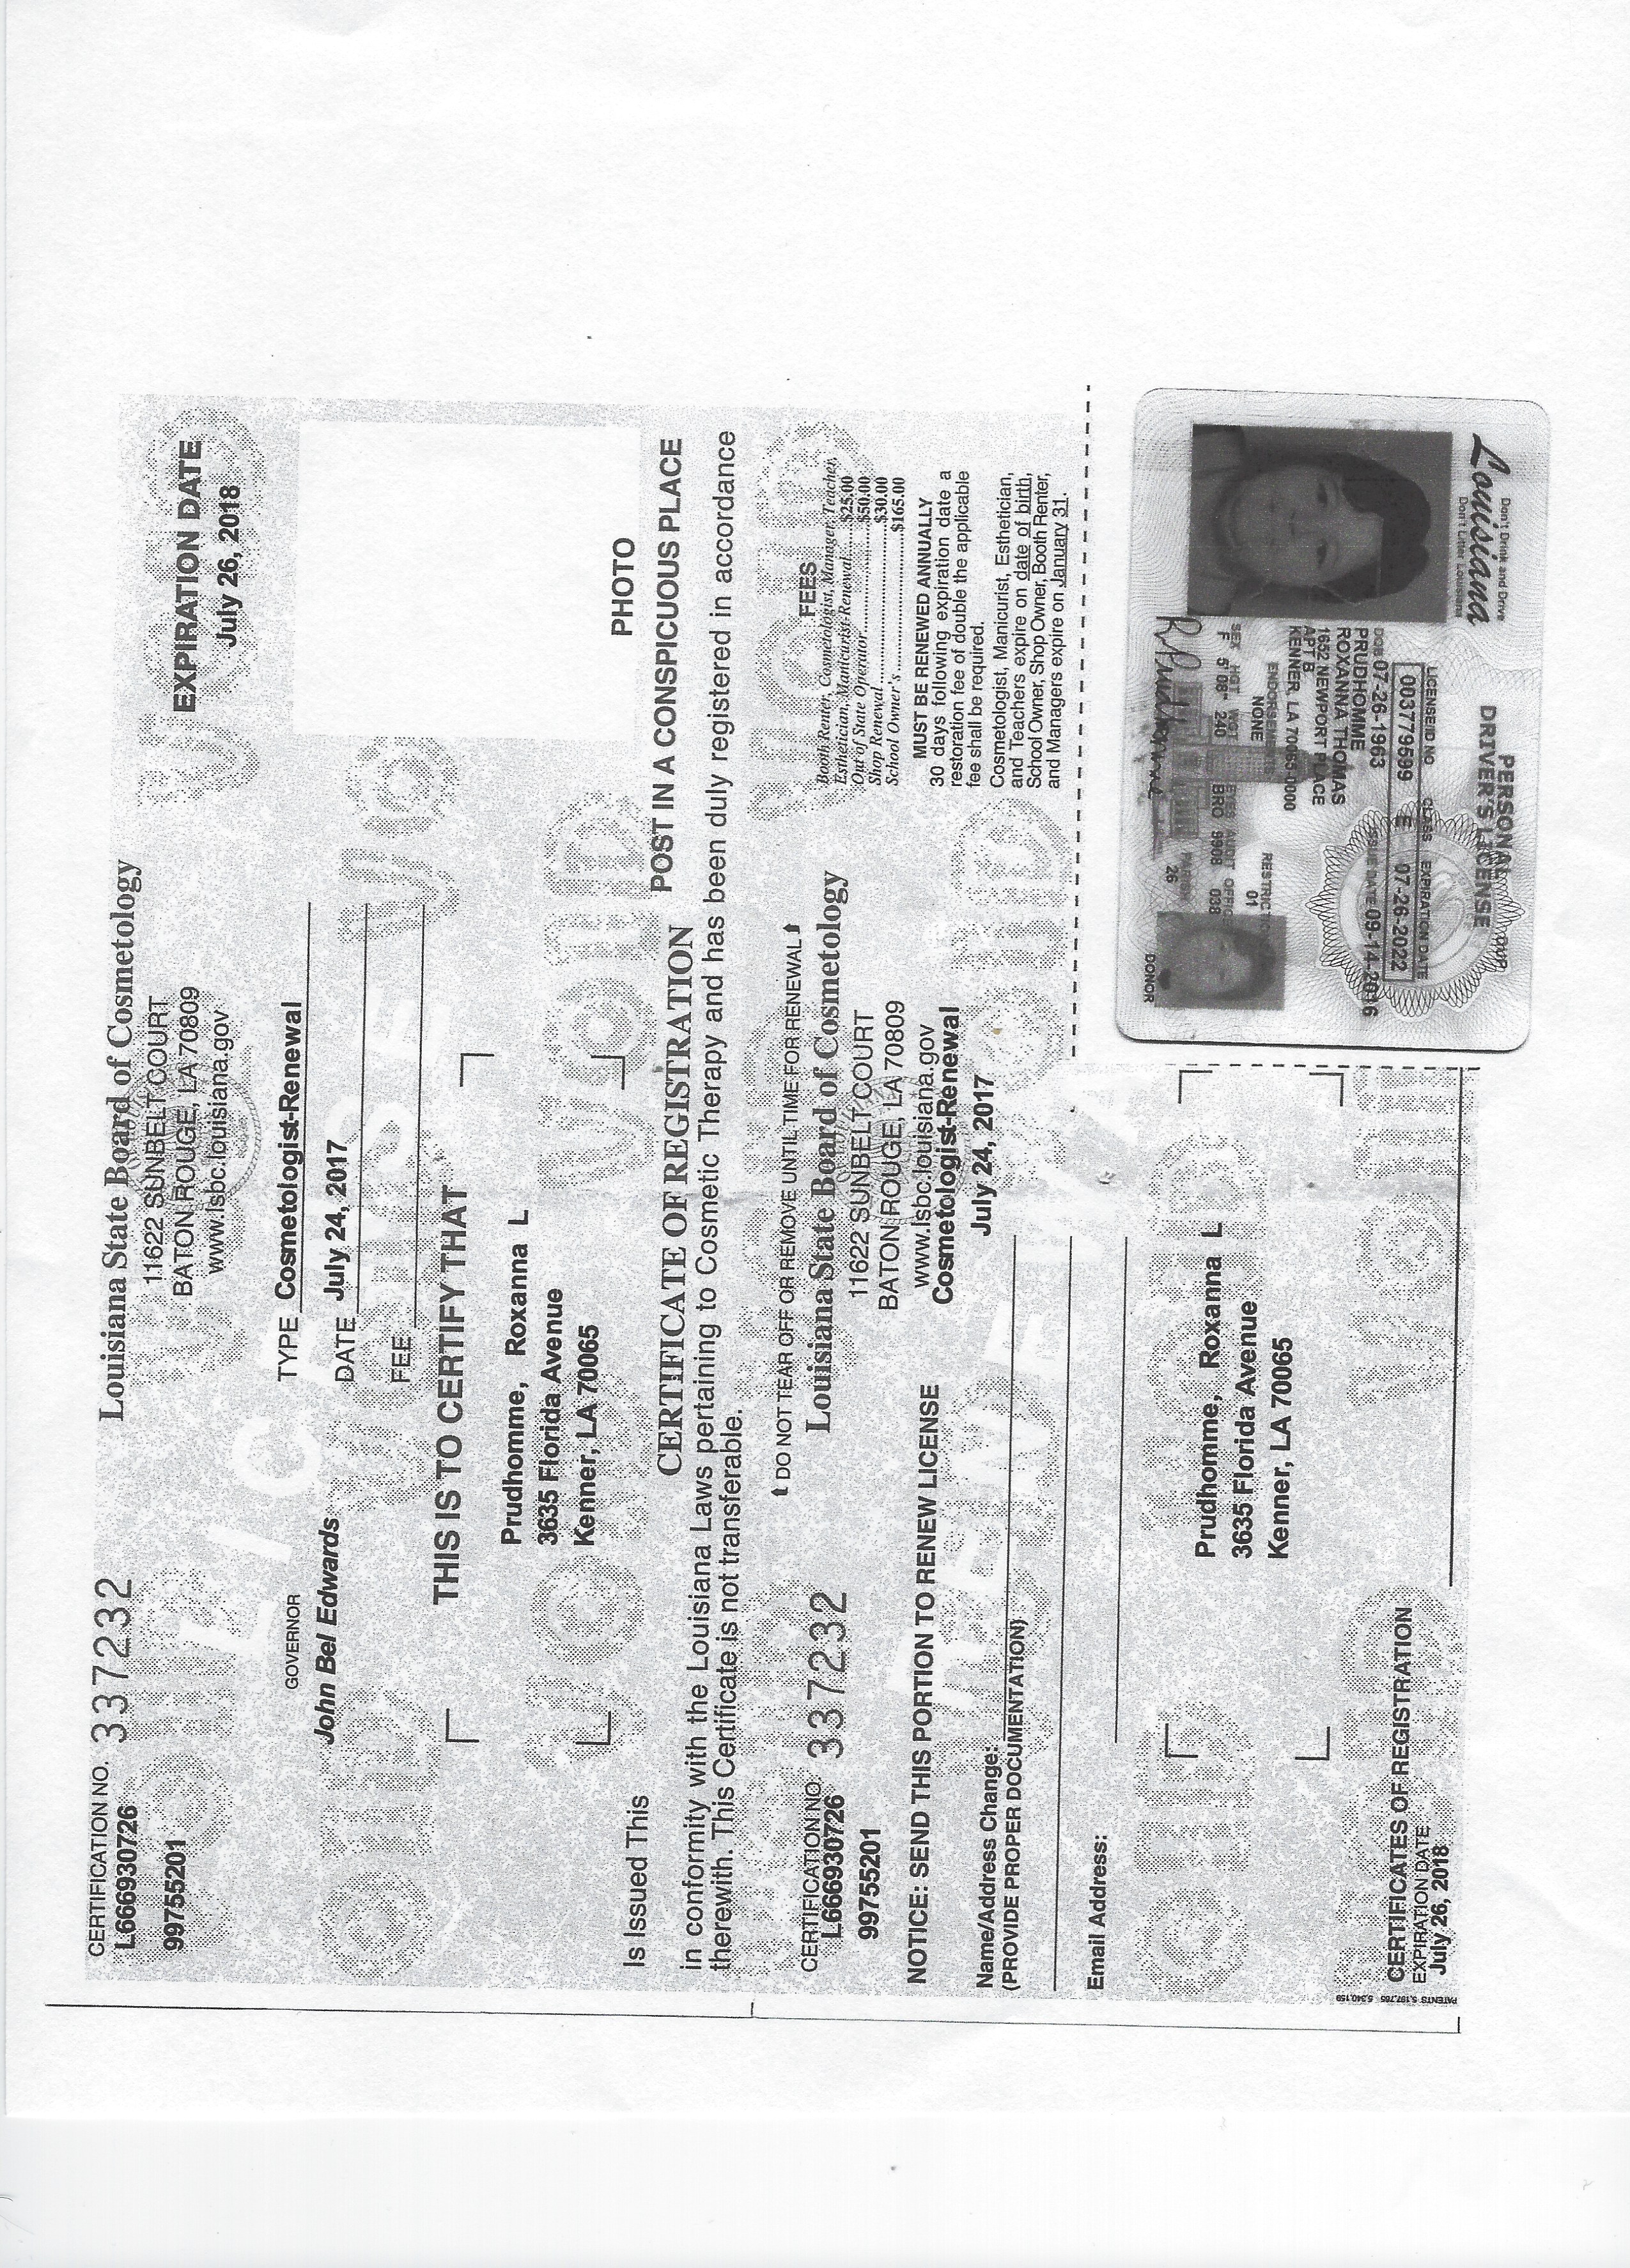 CERTIFICATION NO. 337232
L666930726
99755201
Louisiana State Board of Cosmetology
11622 SUNBELT COURT
BATON ROUGE, LA 70809
www.lsbc.louisiana.gov
EXPIRATION DATE
July 26, 2018
GOVERNOR
John Bel Edwards
TYPE Cosmetologist-Renewal
DATE July 24, 2017
FEE
THIS IS TO CERTIFY THAT
Prudhomme, Roxanna L
3635 Florida Avenue
Kenner, LA 70065
PHOTO
Is Issued This
CERTIFICATE OF REGISTRATION
POST IN A CONSPICUOUS PLACE
in conformity with the Louisiana Laws pertaining to Cosmetic Therapy and has been duly registered in accordance
therewith. This Certificate is not transferable.
DO NOT TEAR OFF OR REMOVE UNTIL TIME FOR RENEWAL
CERTIFICATION NO. 337232
L666930726
99755201
Louisiana State Board of Cosmetology
11622 SUNBELT COURT
BATON ROUGE, LA 70809
www.lsbc.louisiana.gov
Cosmetologist-Renewal
July 24, 2017
FEES
Booth Renter, Cosmetologist, Manager, Teacher,
Esthetician, Manicurist Renewal $25.00
Out of State Operator $50.00
Shop Renewal $30.00
School Owner's $165.00
MUST BE RENEWED ANNUALLY
30 days following expiration date a
restoration fee of double the applicable
fee shall be required.
Cosmetologist, Manicurist, Esthetician,
and Teachers expire on date of birth,
School Owner, Shop Owner, Booth Renter,
and Managers expire on January 31.
NOTICE: SEND THIS PORTION TO RENEW LICENSE
Name/Address Change:
(PROVIDE PROPER DOCUMENTATION)
Email Address:
Prudhomme, Roxanna L
3635 Florida Avenue
Kenner, LA 70065
CERTIFICATES OF REGISTRATION
EXPIRATION DATE
July 26, 2018
PATENTS 5,197,765 5,340,159
Don't Drink and Drive
Don't Litter Louisiana
Louisiana
PERSONAL
DRIVER'S LICENSE
LICENSE/ID NO. CLASS EXPIRATION DATE
003779599 E 07-26-2022
DOB 07-26-1963 ISSUE DATE 09-14-2016
PRUDHOMME
ROXANNA THOMAS
1652 NEWPORT PLACE
APT B
KENNER, LA 70065-0000
ENDORSEMENTS
NONE
RESTRICT
01
SEX HGT WGT EYES AUDIT OFFICE
F 5'08" 240 BRO 9908 038
PARISH
26
DONOR